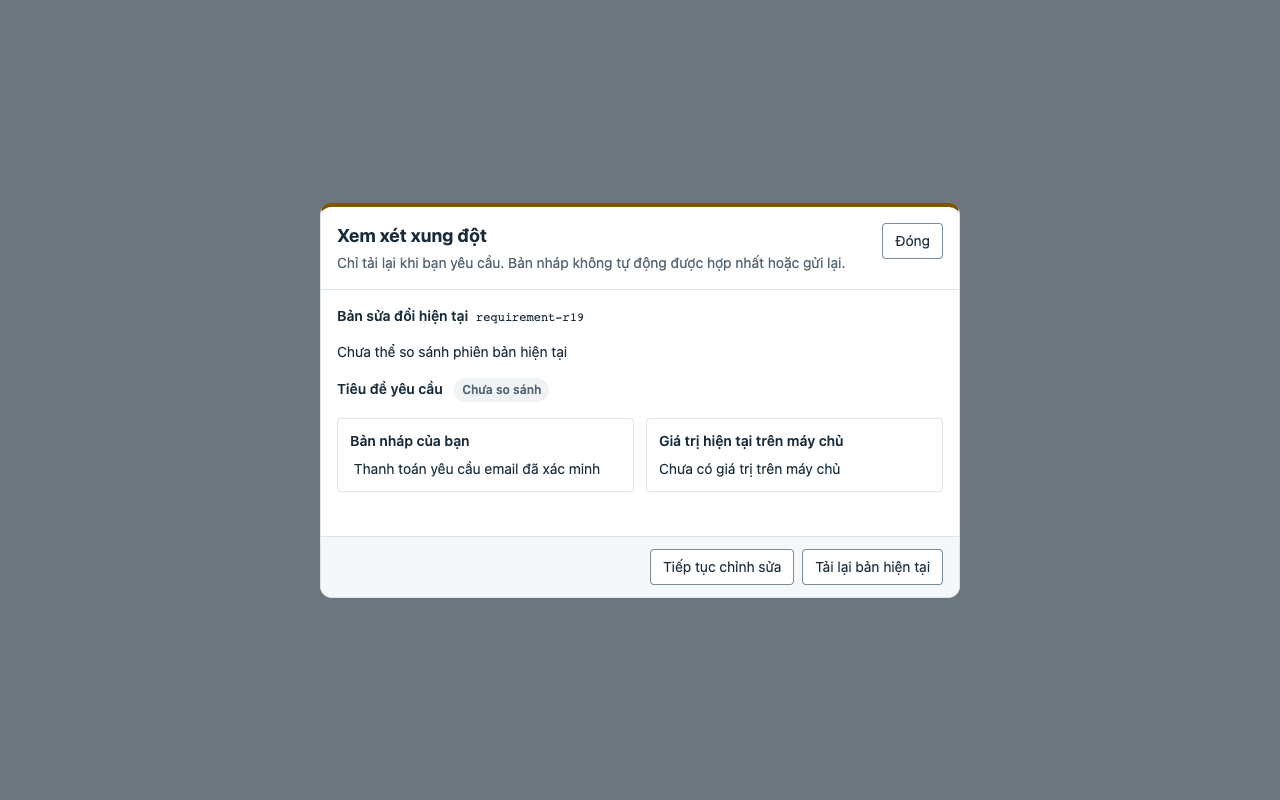 Xem xét xung đột
Đóng
Chỉ tải lại khi bạn yêu cầu. Bản nháp không tự động được hợp nhất hoặc gửi lại.
Bản sửa đổi hiện tại requirement-r19
Chưa thể so sánh phiên bản hiện tại
Tiêu đề yêu cầu Chưa so sánh
Bản nháp của bạn
Thanh toán yêu cầu email đã xác minh
Giá trị hiện tại trên máy chủ
Chưa có giá trị trên máy chủ
Tiếp tục chỉnh sửa
Tải lại bản hiện tại